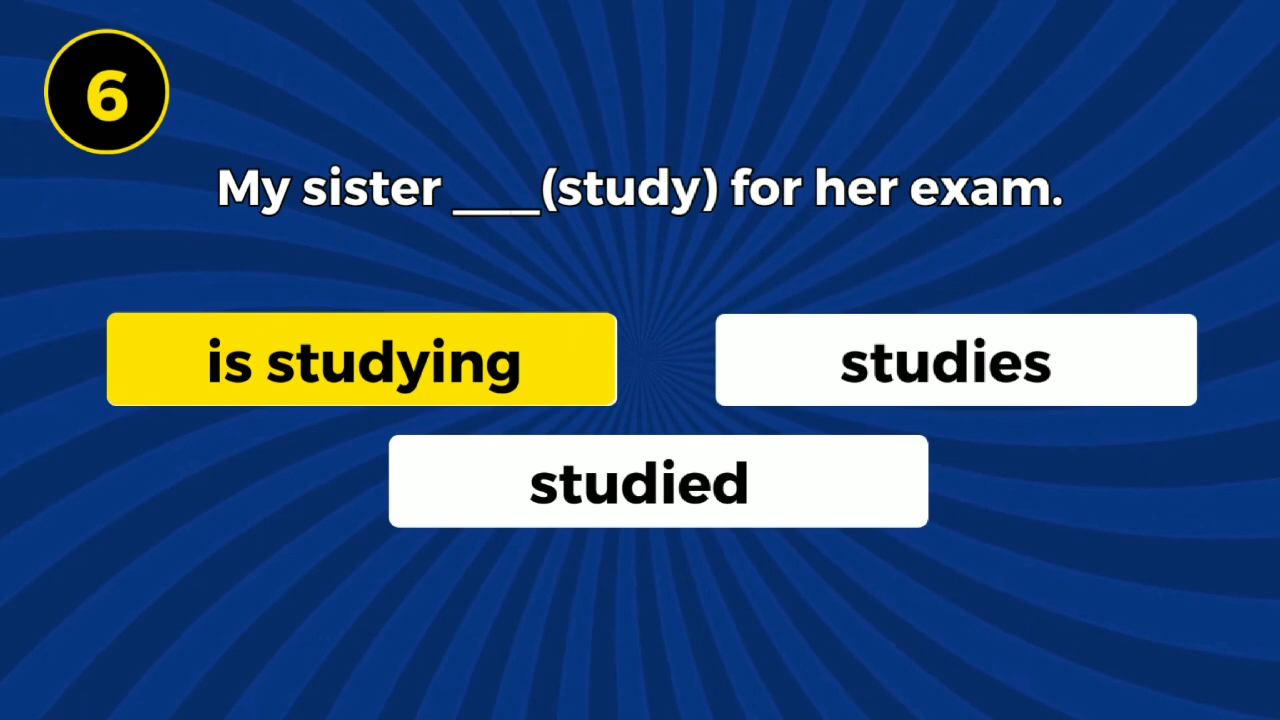 6
My sister ____(study) for her exam.
is studying
studies
studied